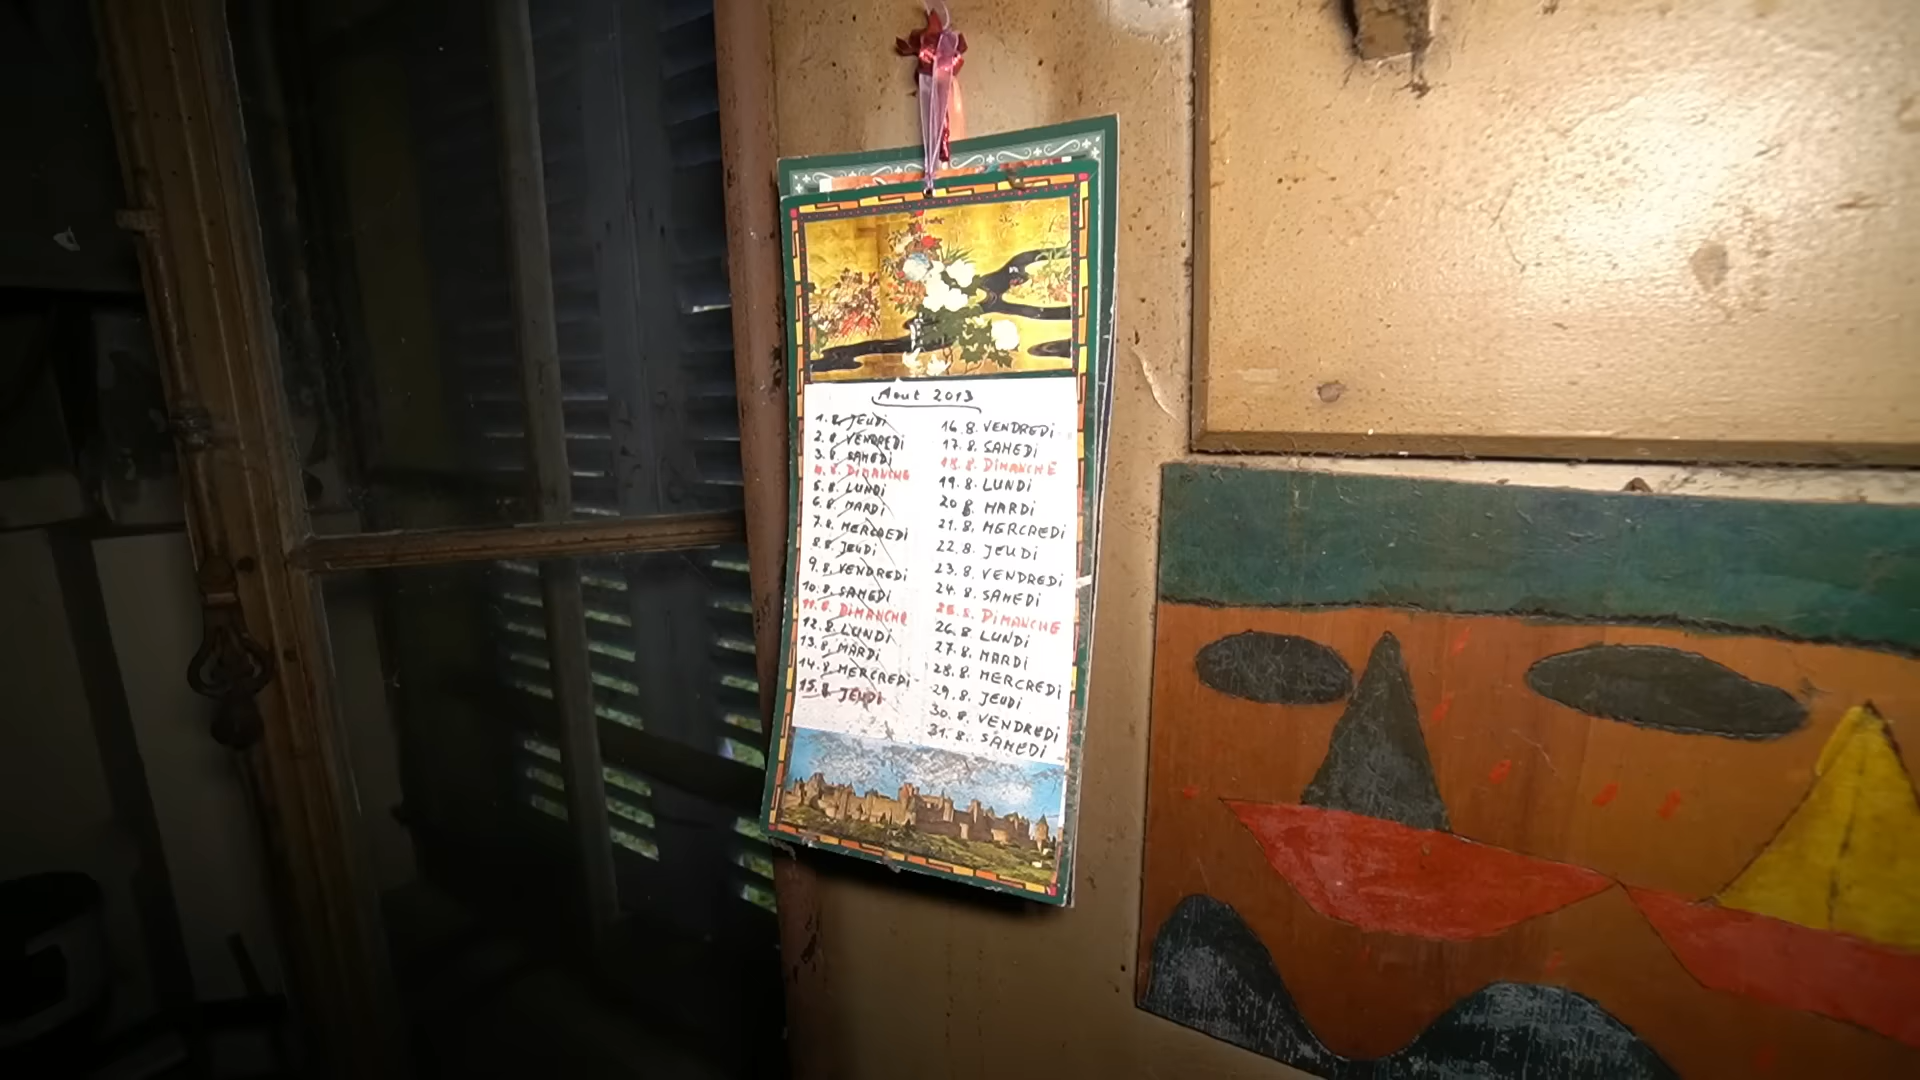 Aout 2013
1.8. JEUDI
2.8 VENDREDI
3.8. SAMEDI
4.8. DIMANCHE
5.8. LUNDI
6.8. MARDI
7.8. MERCREDI
8.8. JEUDI
9.8. VENDREDI
10.8. SAMEDI
11.8. DIMANCHE
12.8. LUNDI
13.8. MARDI
14.8. MERCREDI
15.8 JEUDI
16.8. VENDREDI
17.8. SAMEDI
18.8. DIMANCHE
19.8. LUNDI
20 8. MARDI
21.8. MERCREDI
22.8. JEUDI
23.8. VENDREDI
24.8. SAMEDI
25.8. DIMANCHE
26.8 LUNDI
27.8 MARDI
28.8. MERCREDI
29.8. JEUDI
30.8. VENDREDI
31.8. SAMEDI